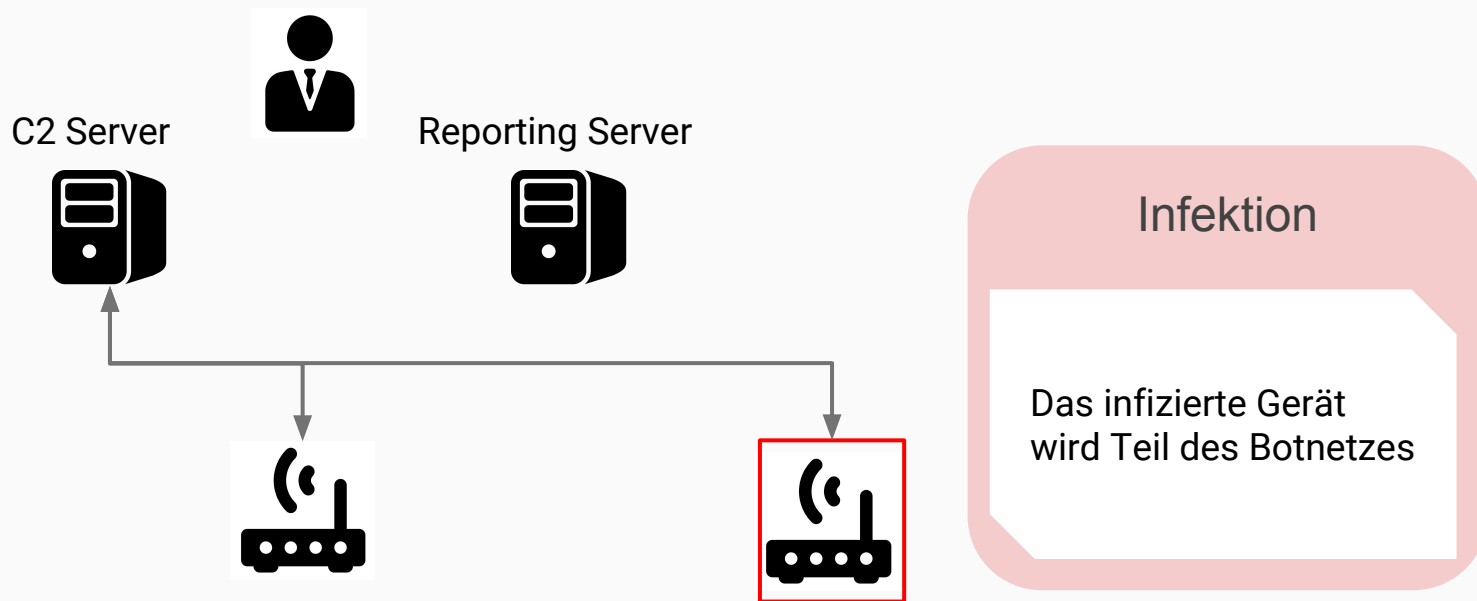 C2 Server
Reporting Server
Infektion
Das infizierte Gerät
wird Teil des Botnetzes